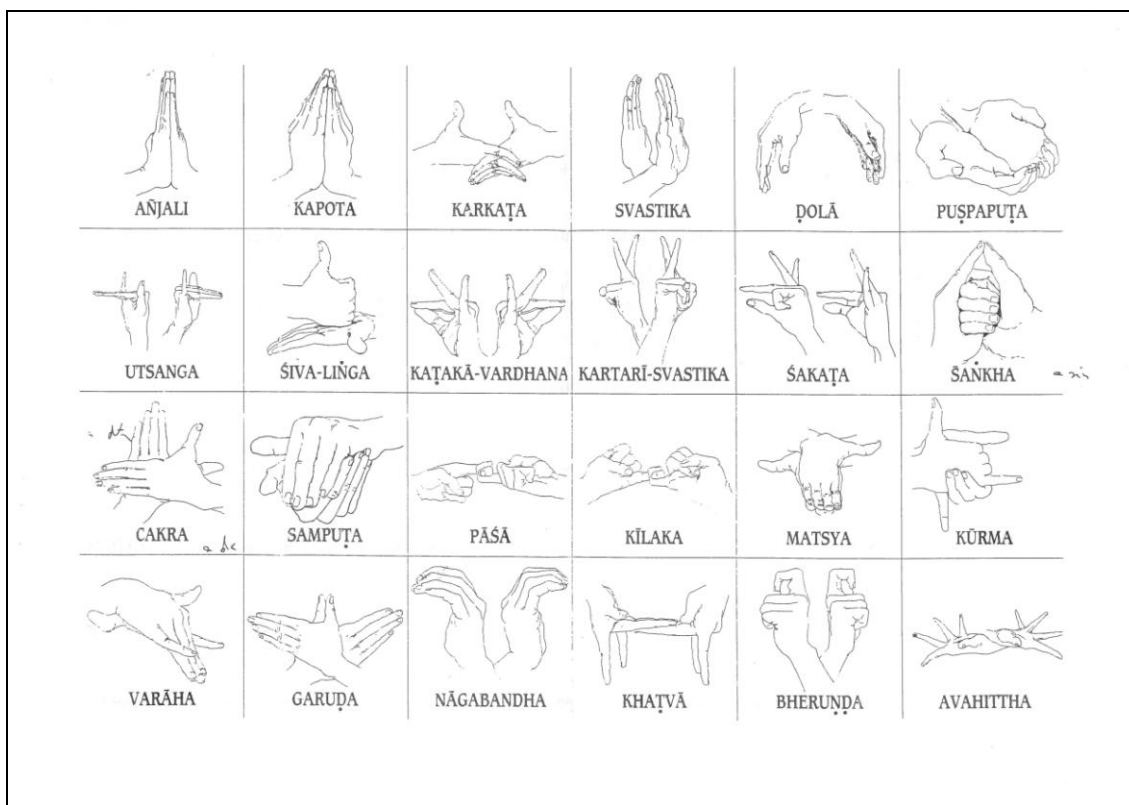 AÑJALI
KAPOTA
KARKAṬA
SVASTIKA
ḌOLĀ
PUṢPAPUṬA
UTSANGA
ŚIVA-LIṄGA
KAṬAKĀ-VARDHANA
KARTARĪ-SVASTIKA
ŚAKAṬA
ŚAṄKHA
CAKRA
SAMPUṬA
PĀŚĀ
KĪLAKA
MATSYA
KŪRMA
VARĀHA
GARUḌA
NĀGABANDHA
KHAṬVĀ
BHERUṆḌA
AVAHITTHA